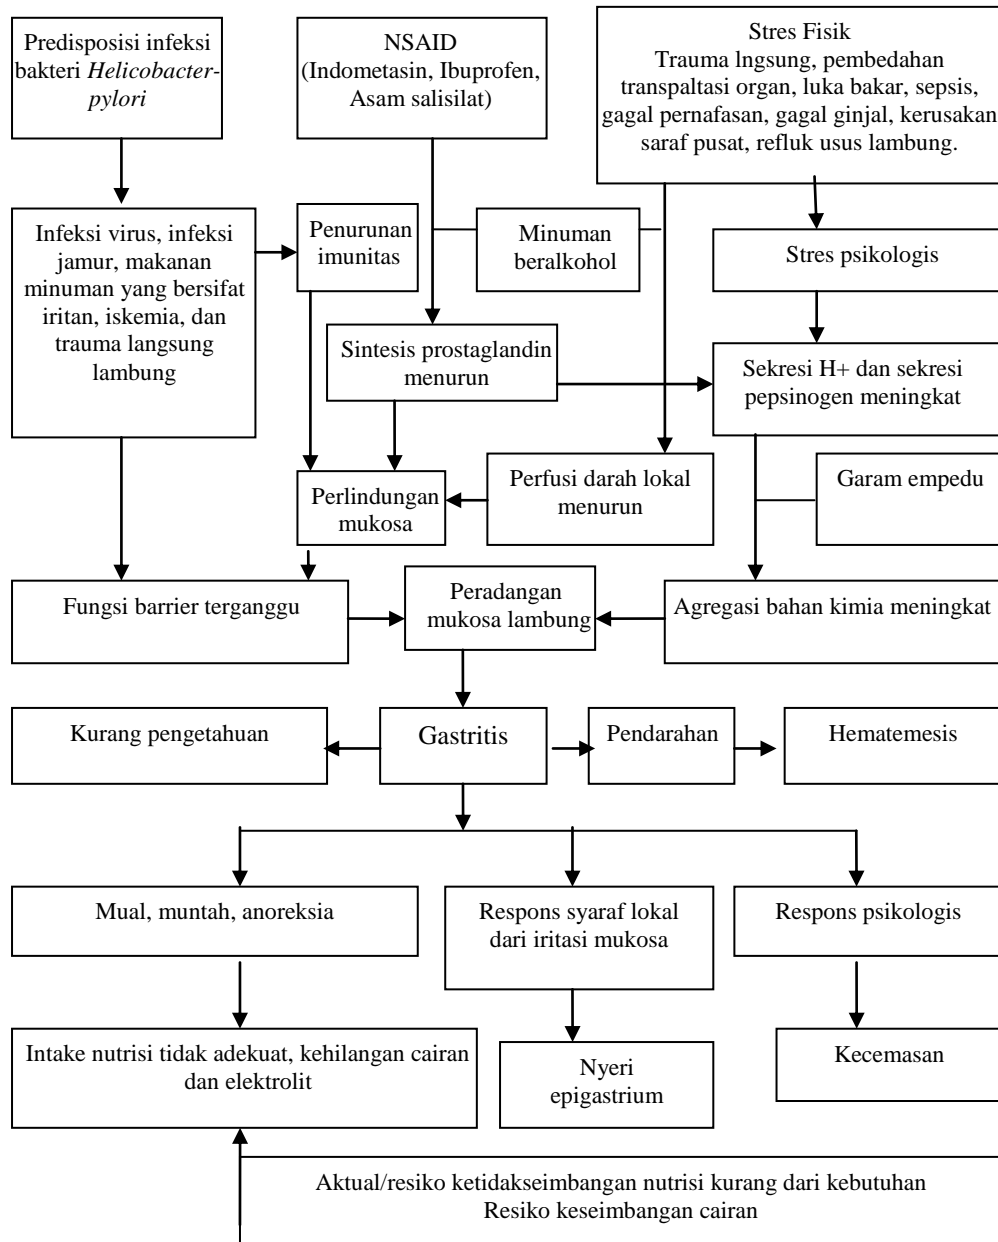 Predisposisi infeksi
bakteri Helicobacter-
pylori
NSAID
(Indometasin, Ibuprofen,
Asam salisilat)
Stres Fisik
Trauma lngsung, pembedahan
transpaltasi organ, luka bakar, sepsis,
gagal pernafasan, gagal ginjal, kerusakan
saraf pusat, refluk usus lambung.
Infeksi virus, infeksi
jamur, makanan
minuman yang bersifat
iritan, iskemia, dan
trauma langsung
lambung
Penurunan
imunitas
Minuman
beralkohol
Stres psikologis
Sintesis prostaglandin
menurun
Sekresi H+ dan sekresi
pepsinogen meningkat
Perlindungan
mukosa
Perfusi darah lokal
menurun
Garam empedu
Fungsi barrier terganggu
Peradangan
mukosa lambung
Agregasi bahan kimia meningkat
Kurang pengetahuan
Gastritis
Pendarahan
Hematemesis
Mual, muntah, anoreksia
Respons syaraf lokal
dari iritasi mukosa
Respons psikologis
Intake nutrisi tidak adekuat, kehilangan cairan
dan elektrolit
Nyeri
epigastrium
Kecemasan
Aktual/resiko ketidakseimbangan nutrisi kurang dari kebutuhan
Resiko keseimbangan cairan